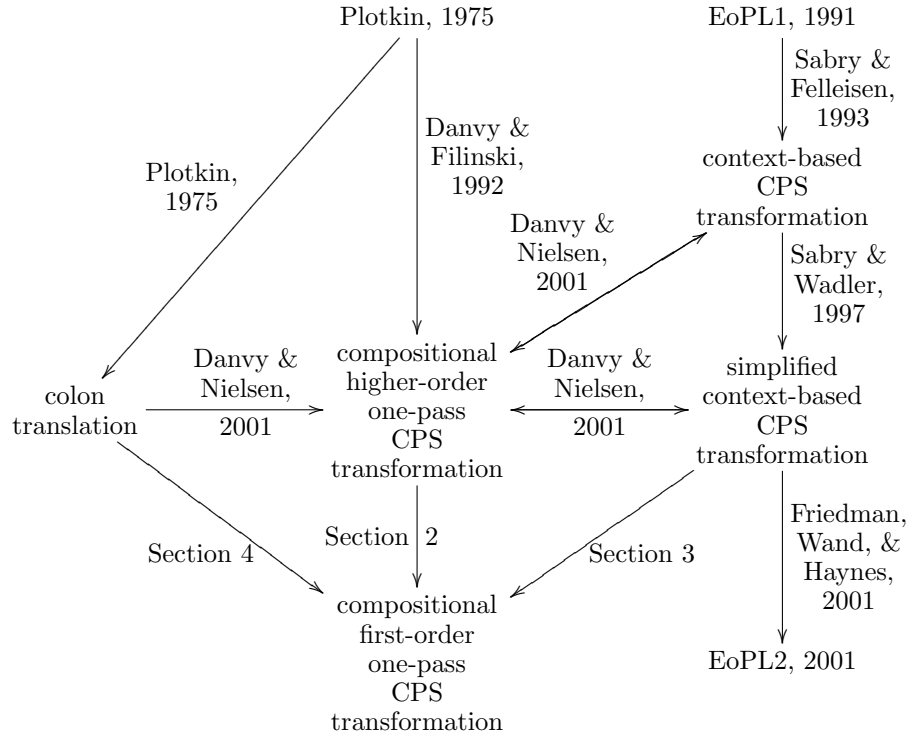 Plotkin, 1975
EoPL1, 1991
Sabry &
Felleisen,
1993
Danvy &
Filinski,
1992
Plotkin,
1975
context-based
CPS
transformation
Danvy &
Nielsen,
2001
Sabry &
Wadler,
1997
compositional
higher-order
one-pass
CPS
transformation
simplified
context-based
CPS
transformation
colon
translation
Danvy &
Nielsen,
2001
Danvy &
Nielsen,
2001
Section 4
Section 2
Section 3
Friedman,
Wand, &
Haynes,
2001
compositional
first-order
one-pass
CPS
transformation
EoPL2, 2001